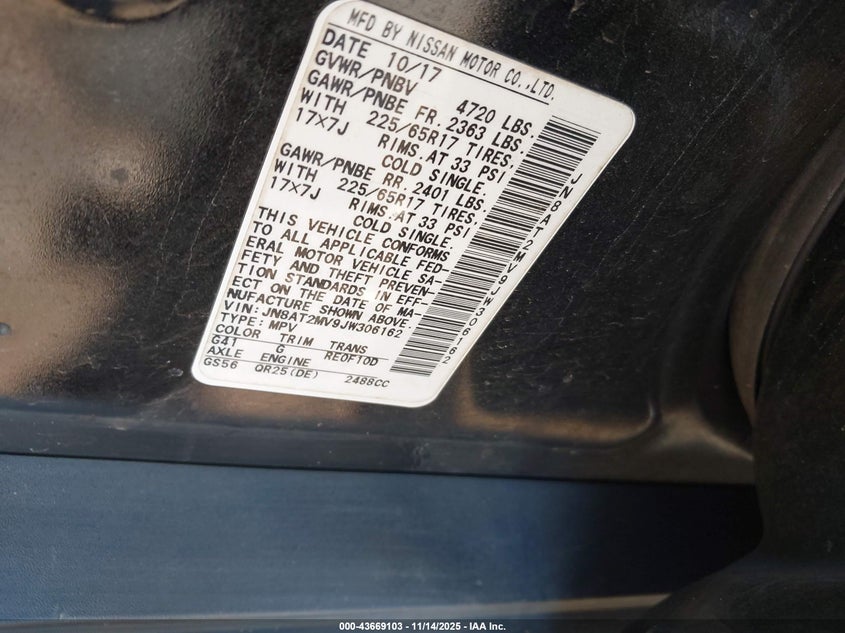 MFD BY NISSAN MOTOR CO.,LTD.
DATE 10/17
GVWR/PNBV 4720 LBS.
GAWR/PNBE FR. 2363 LBS.
WITH 225/65R17 TIRES.
17X7J RIMS.AT 33 PSI
COLD SINGLE.
GAWR/PNBE RR. 2401 LBS.
WITH 225/65R17 TIRES.
17X7J RIMS.AT 33 PSI
COLD SINGLE.
THIS VEHICLE CONFORMS
TO ALL APPLICABLE FED-
ERAL MOTOR VEHICLE SA-
FETY AND THEFT PREVEN-
TION STANDARDS IN EFF-
ECT ON THE DATE OF MA-
NUFACTURE SHOWN ABOVE.
VIN: JN8AT2MV9JW306162
TYPE: MPV
COLOR TRIM TRANS
G41 G RE0F10D
AXLE ENGINE
GS56 QR25(DE) 2488CC
JN8AT2MV9JW306162
000-43669103 - 11/14/2025 - IAA Inc.